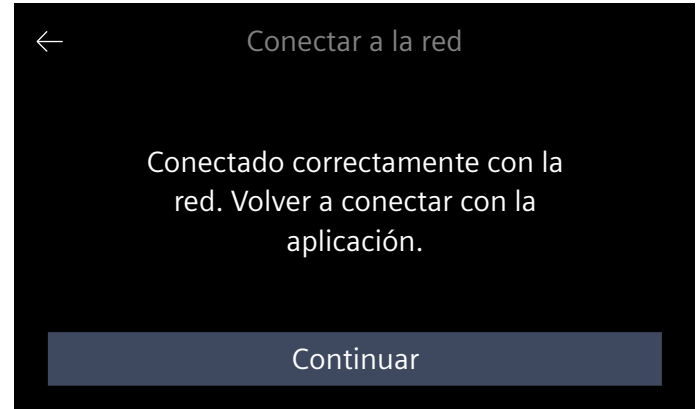 Conectar a la red
Conectado correctamente con la
red. Volver a conectar con la
aplicación.
Continuar